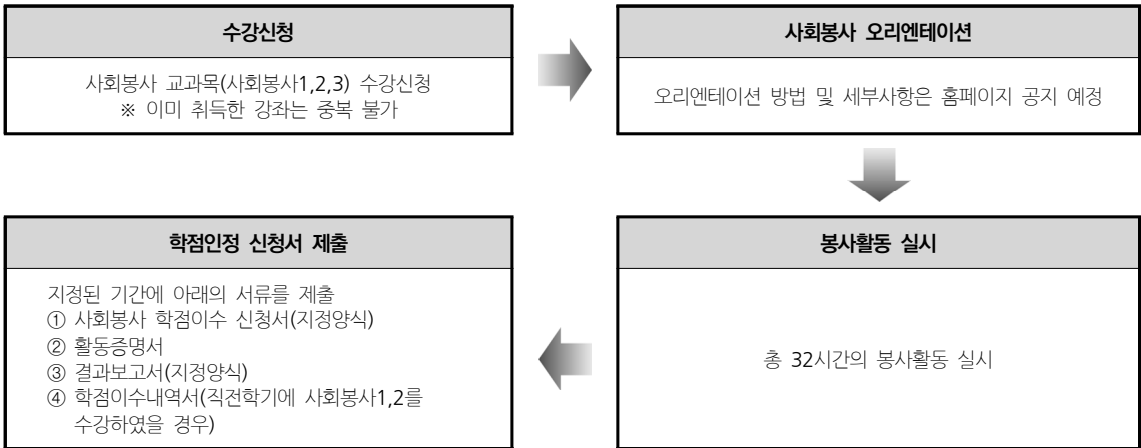 수강신청
사회봉사 교과목(사회봉사1,2,3) 수강신청
※ 이미 취득한 강좌는 중복 불가
사회봉사 오리엔테이션
오리엔테이션 방법 및 세부사항은 홈페이지 공지 예정
봉사활동 실시
총 32시간의 봉사활동 실시
학점인정 신청서 제출
지정된 기간에 아래의 서류를 제출
① 사회봉사 학점이수 신청서(지정양식)
② 활동증명서
③ 결과보고서(지정양식)
④ 학점이수내역서(직전학기에 사회봉사1,2를
수강하였을 경우)